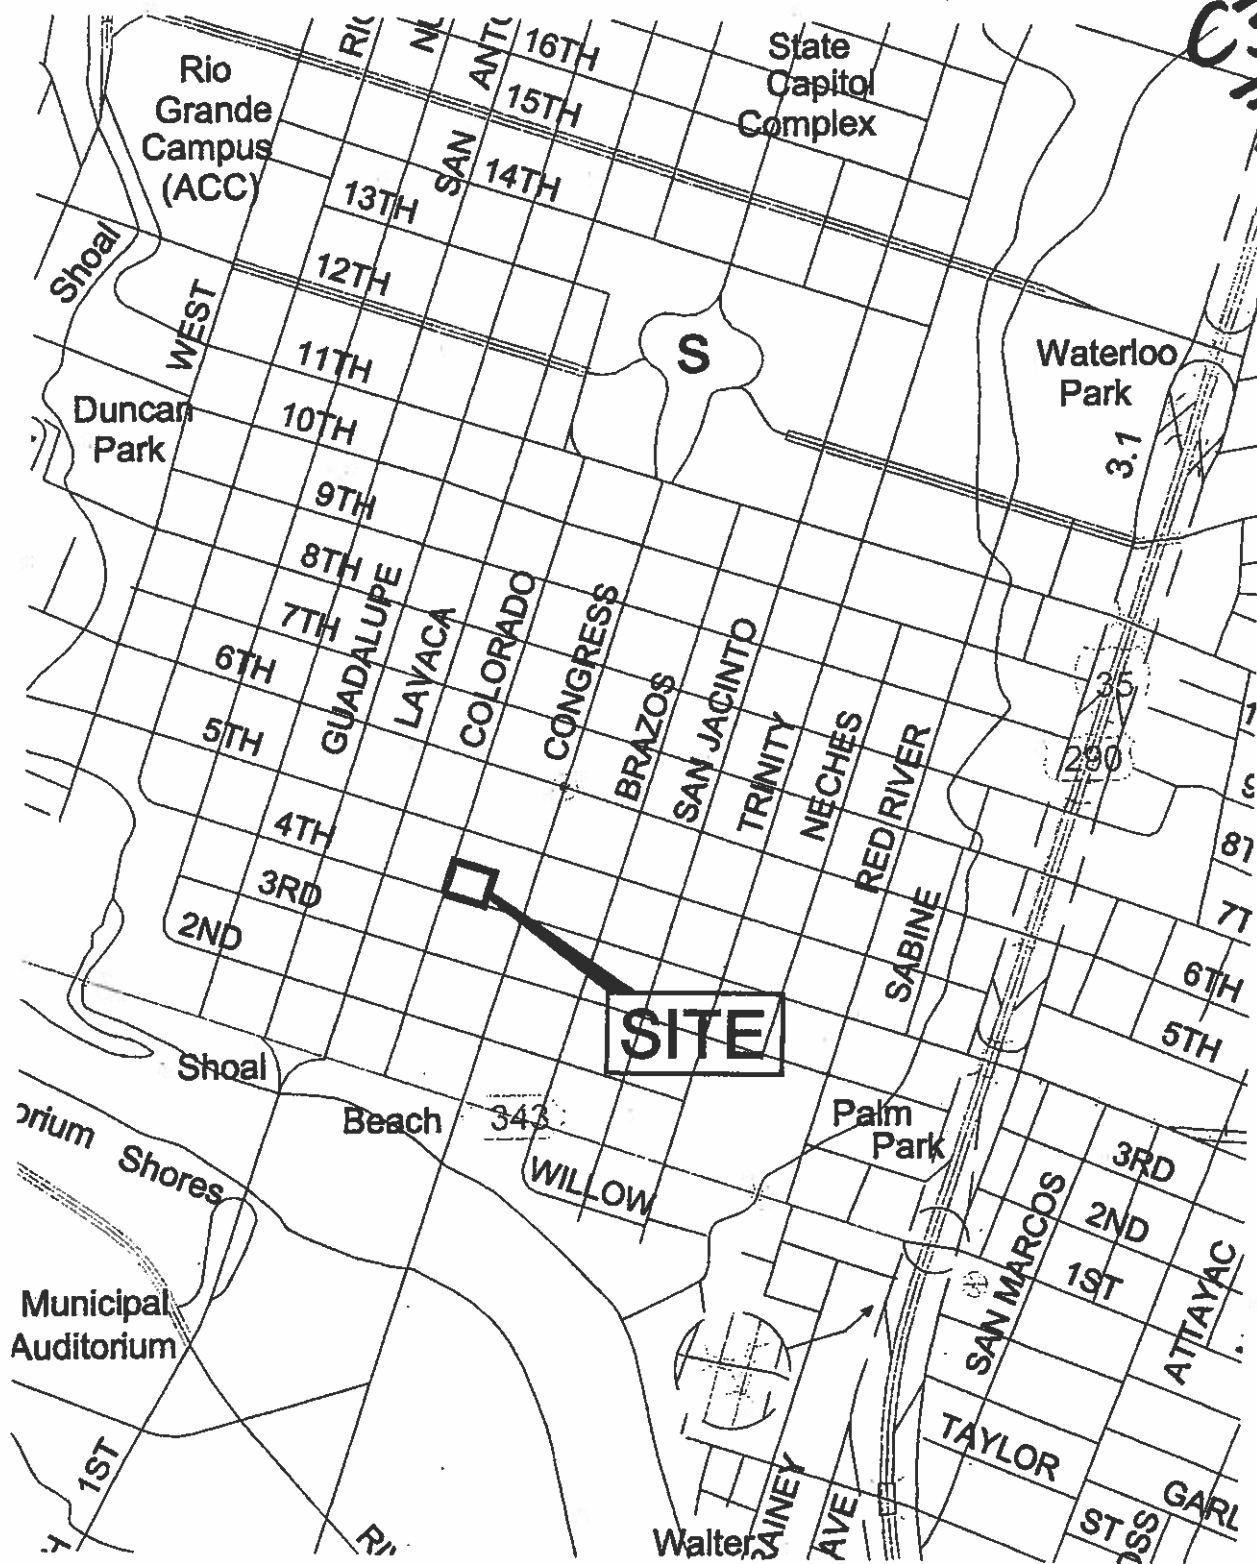 16TH
State
Capitol
Complex
Rio
Grande
Campus
(ACC)
15TH
SAN
14TH
13TH
Shoal
12TH
WEST
11TH
S
Waterloo
Park
Duncan
Park
10TH
3.1
9TH
8TH
7TH
GUADALUPE
LAVACA
COLORADO
CONGRESS
BRAZOS
SAN JACINTO
TRINITY
NECHES
RED RIVER
SABINE
35
290
6TH
5TH
4TH
3RD
2ND
7T
6TH
5TH
SITE
Shoal
Beach
343
Palm
Park
WILLOW
Shores
3RD
2ND
1ST
SAN MARCOS
Municipal
Auditorium
TAYLOR
1ST
Walter
AVE
ST